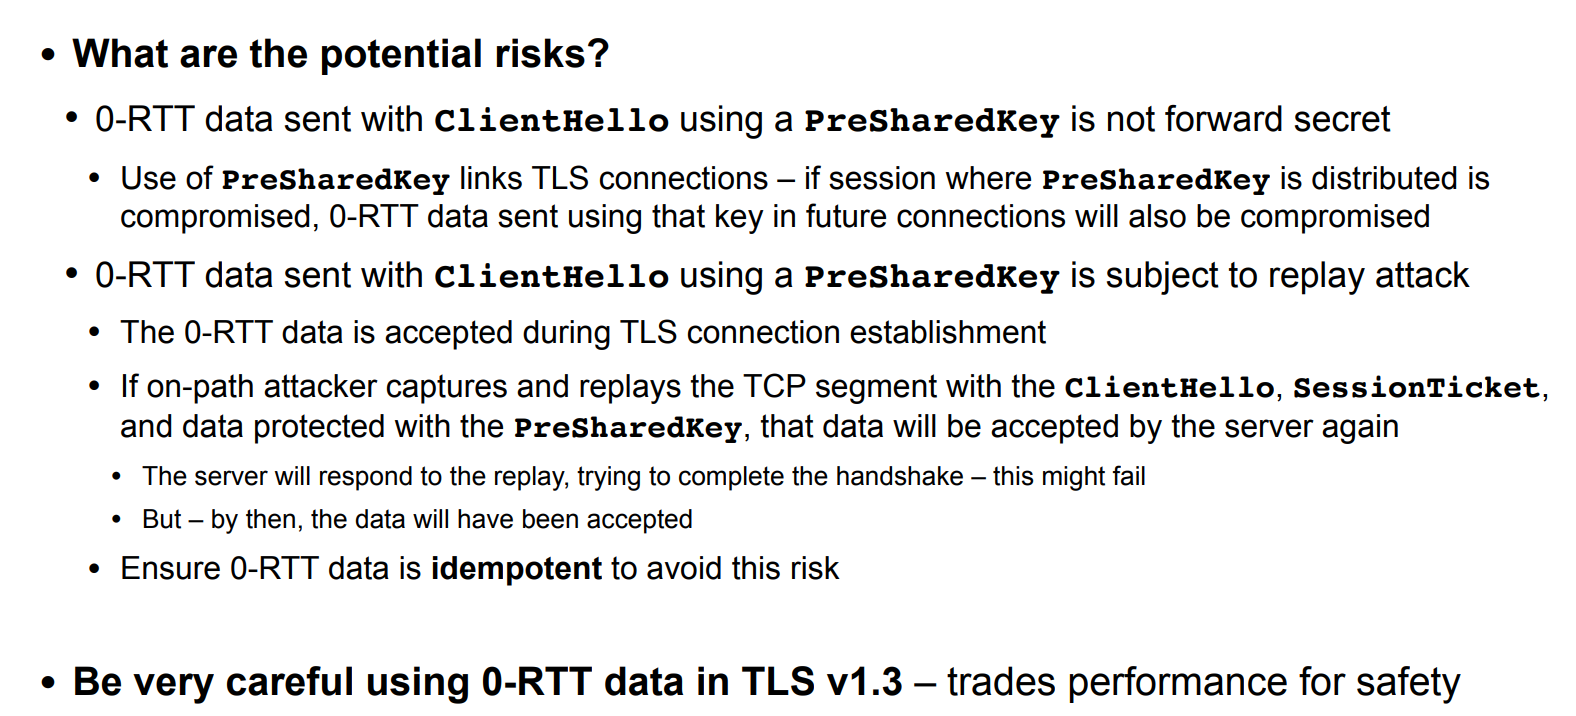 • What are the potential risks?
• 0-RTT data sent with ClientHello using a PreSharedKey is not forward secret
• Use of PreSharedKey links TLS connections – if session where PreSharedKey is distributed is
compromised, 0-RTT data sent using that key in future connections will also be compromised
• 0-RTT data sent with ClientHello using a PreSharedKey is subject to replay attack
• The 0-RTT data is accepted during TLS connection establishment
• If on-path attacker captures and replays the TCP segment with the ClientHello, SessionTicket,
and data protected with the PreSharedKey, that data will be accepted by the server again
• The server will respond to the replay, trying to complete the handshake – this might fail
• But – by then, the data will have been accepted
• Ensure 0-RTT data is idempotent to avoid this risk
• Be very careful using 0-RTT data in TLS v1.3 – trades performance for safety